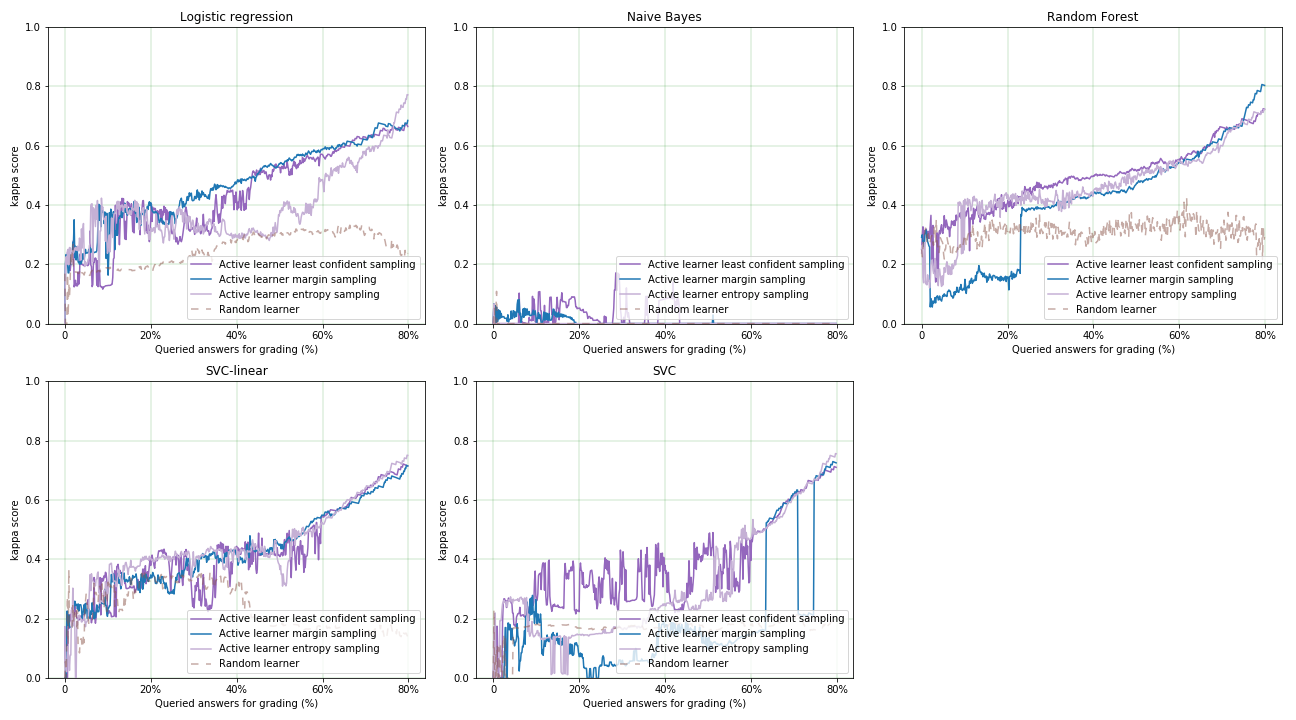 Logistic regression
1.0
0.8
0.6
0.4
0.2
0.0
kappa score
Active learner least confident sampling
Active learner margin sampling
Active learner entropy sampling
Random learner
0
20%
40%
60%
80%
Queried answers for grading (%)
Naive Bayes
1.0
0.8
0.6
0.4
0.2
0.0
kappa score
Active learner least confident sampling
Active learner margin sampling
Active learner entropy sampling
Random learner
0
20%
40%
60%
80%
Queried answers for grading (%)
Random Forest
1.0
0.8
0.6
0.4
0.2
0.0
kappa score
Active learner least confident sampling
Active learner margin sampling
Active learner entropy sampling
Random learner
0
20%
40%
60%
80%
Queried answers for grading (%)
SVC-linear
1.0
0.8
0.6
0.4
0.2
0.0
kappa score
Active learner least confident sampling
Active learner margin sampling
Active learner entropy sampling
Random learner
0
20%
40%
60%
80%
Queried answers for grading (%)
SVC
1.0
0.8
0.6
0.4
0.2
0.0
kappa score
Active learner least confident sampling
Active learner margin sampling
Active learner entropy sampling
Random learner
0
20%
40%
60%
80%
Queried answers for grading (%)